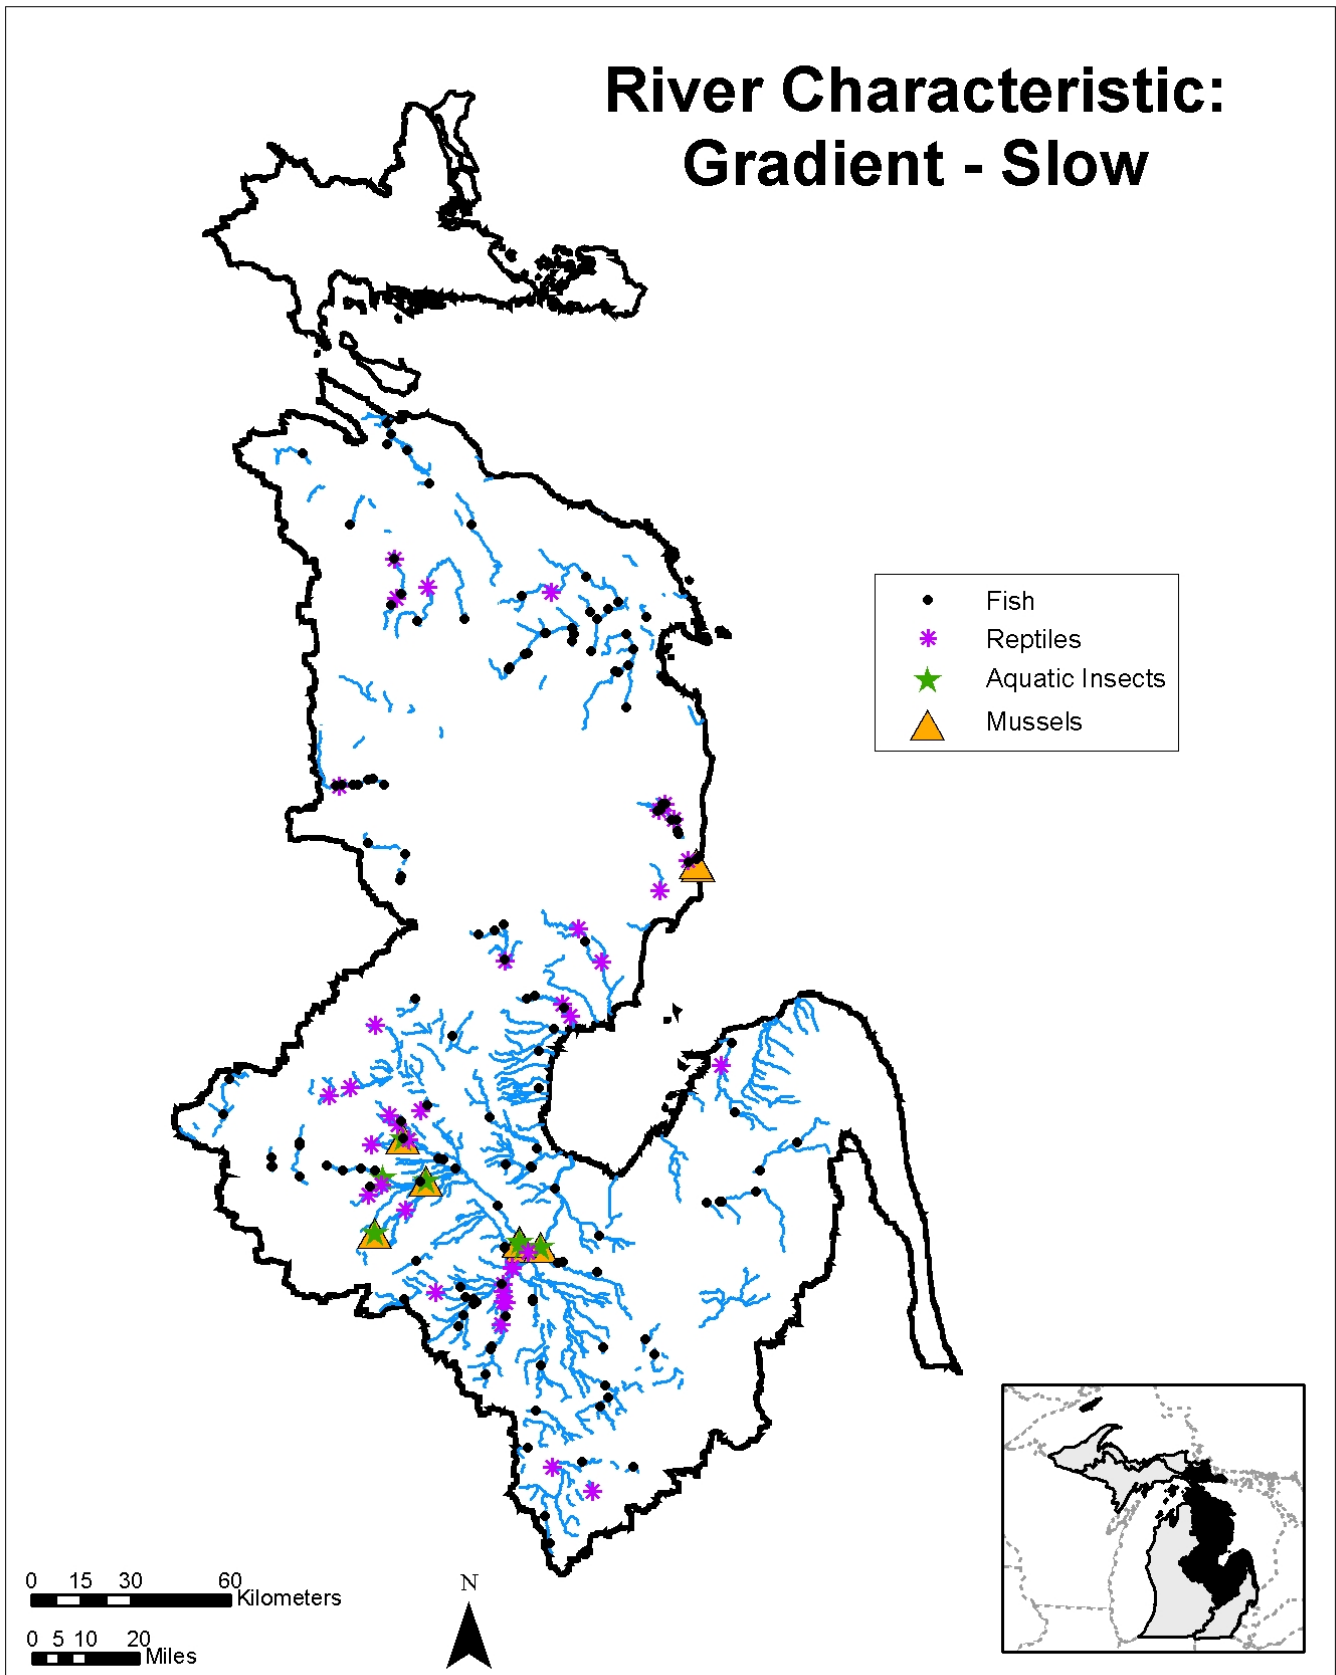 River Characteristic:
Gradient - Slow
Fish
Reptiles
Aquatic Insects
Mussels
0 15 30 60
Kilometers
0 5 10 20
Miles
N